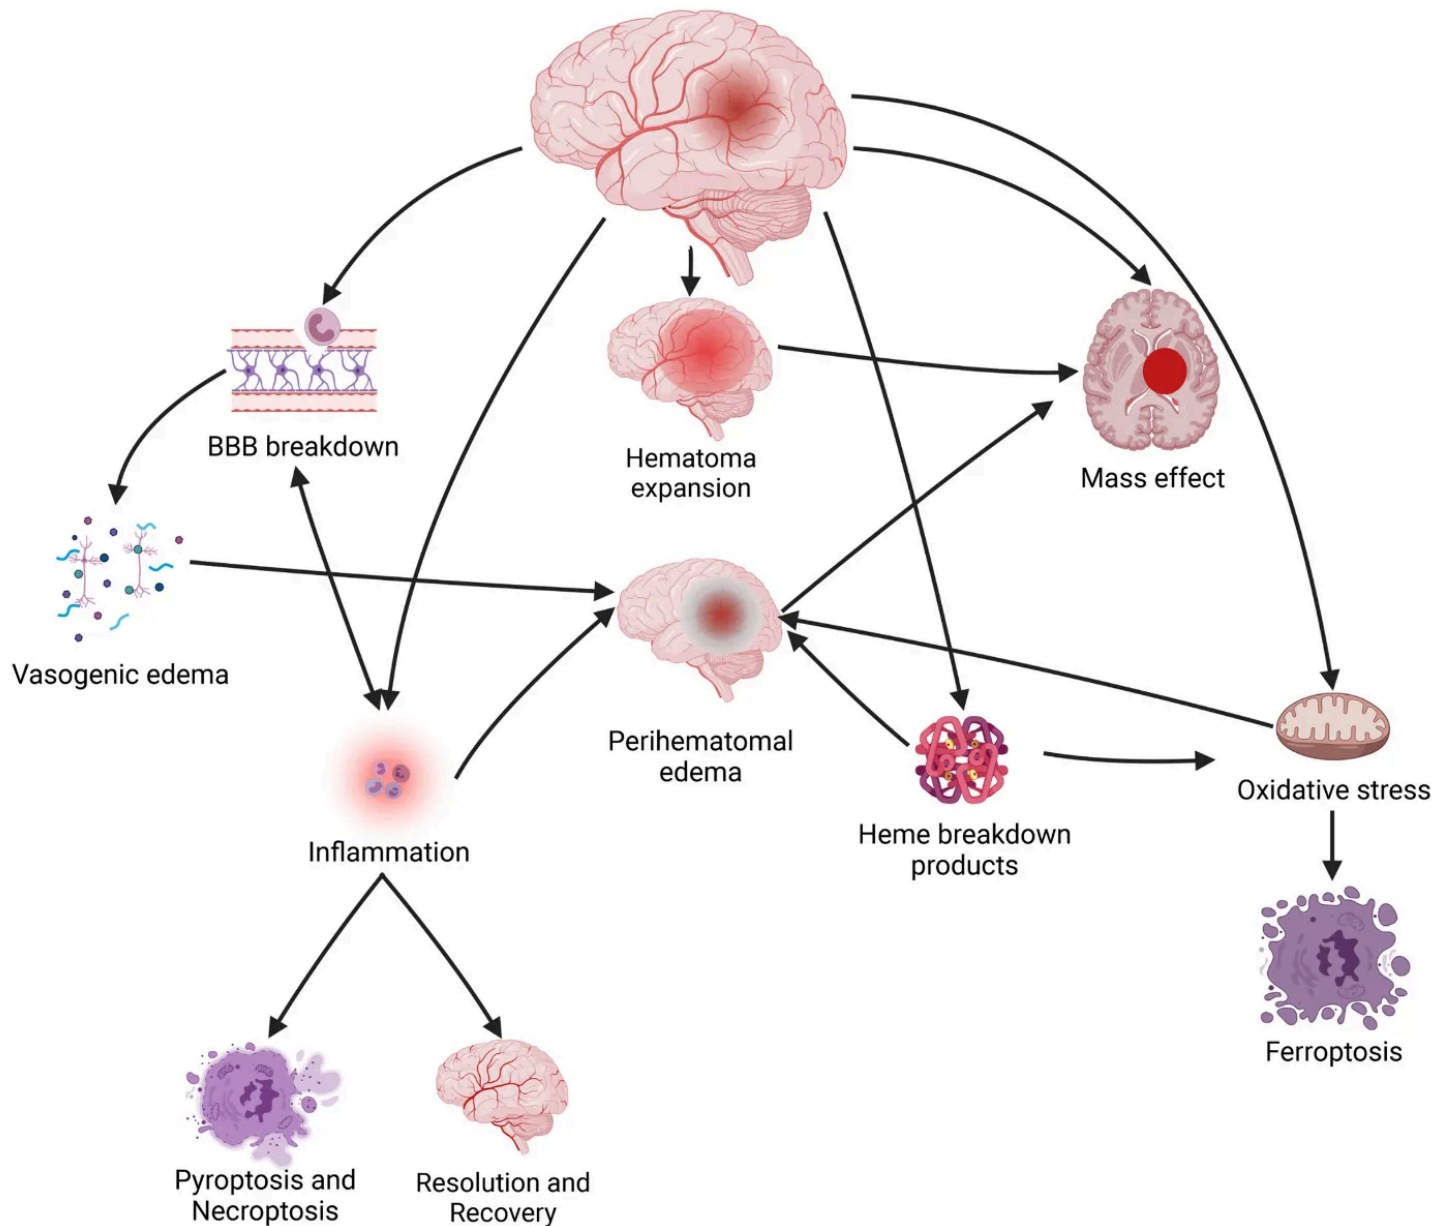 BBB breakdown
Hematoma
expansion
Mass effect
Vasogenic edema
Perihematomal
edema
Oxidative stress
Heme breakdown
products
Inflammation
Ferroptosis
Pyroptosis and
Necroptosis
Resolution and
Recovery